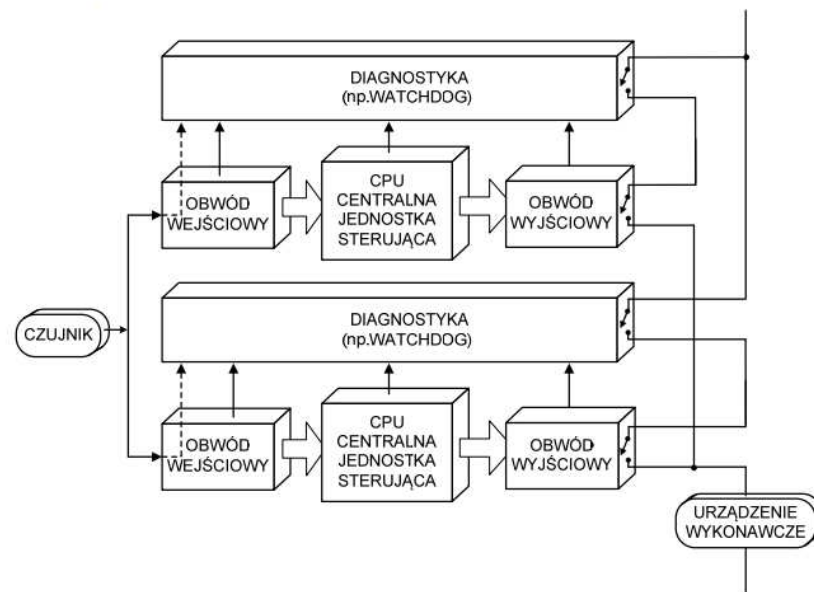 DIAGNOSTYKA
(np.WATCHDOG)
OBWÓD
WEJŚCIOWY
CPU
CENTRALNA
JEDNOSTKA
STERUJĄCA
OBWÓD
WYJŚCIOWY
CZUJNIK
DIAGNOSTYKA
(np.WATCHDOG)
OBWÓD
WEJŚCIOWY
CPU
CENTRALNA
JEDNOSTKA
STERUJĄCA
OBWÓD
WYJŚCIOWY
URZĄDZENIE
WYKONAWCZE